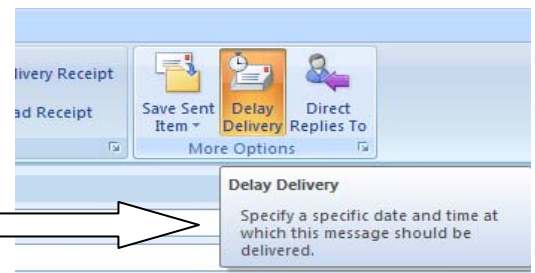 livery Receipt
ad Receipt
Save Sent Item
Delay Delivery
Direct Replies To
More Options
Delay Delivery
Specify a specific date and time at
which this message should be
delivered.